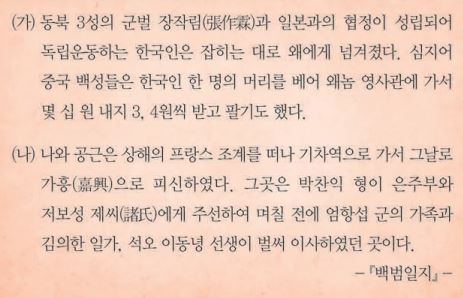 (가) 동북 3성의 군벌 장작림(張作霖)과 일본과의 협정이 성립되어
독립운동하는 한국인은 잡히는 대로 왜에게 넘겨졌다. 심지어
중국 백성들은 한국인 한 명의 머리를 베어 왜놈 영사관에 가서
몇 십 원 내지 3, 4원씩 받고 팔기도 했다.
(나) 나와 공근은 상해의 프랑스 조계를 떠나 기차역으로 가서 그날로
가흥(嘉興)으로 피신하였다. 그곳은 박찬익 형이 은주부와
저보성 제씨(諸氏)에게 주선하여 며칠 전에 엄항섭 군의 가족과
김의한 일가, 석오 이동녕 선생이 벌써 이사하였던 곳이다.
-『백범일지』-